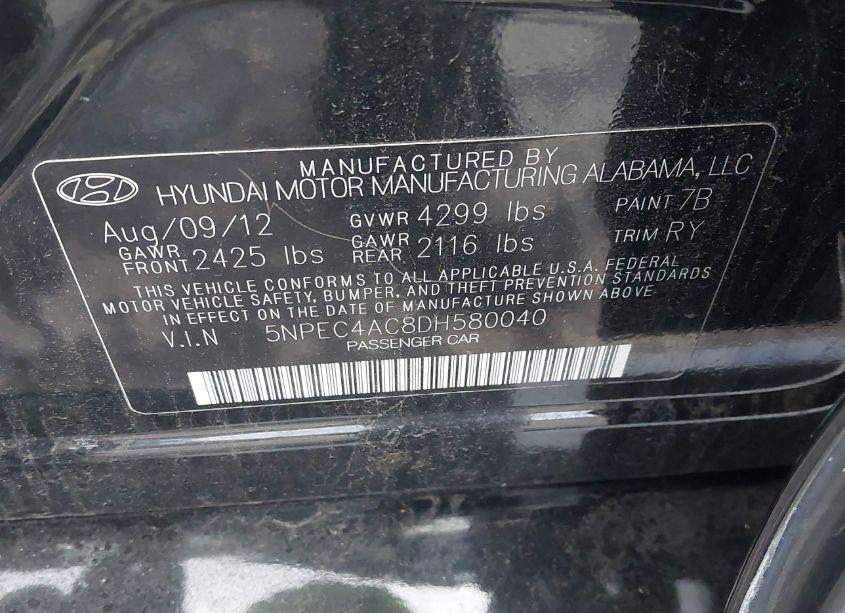 MANUFACTURED BY
HYUNDAI MOTOR MANUFACTURING ALABAMA, LLC
Aug/09/12 GVWR 4299 lbs PAINT 7B
GAWR FRONT 2425 lbs GAWR REAR 2116 lbs TRIM RY
THIS VEHICLE CONFORMS TO ALL APPLICABLE U.S.A. FEDERAL
MOTOR VEHICLE SAFETY, BUMPER, AND THEFT PREVENTION STANDARDS
IN EFFECT ON THE DATE OF MANUFACTURE SHOWN ABOVE
V.I.N 5NPEC4AC8DH580040
PASSENGER CAR